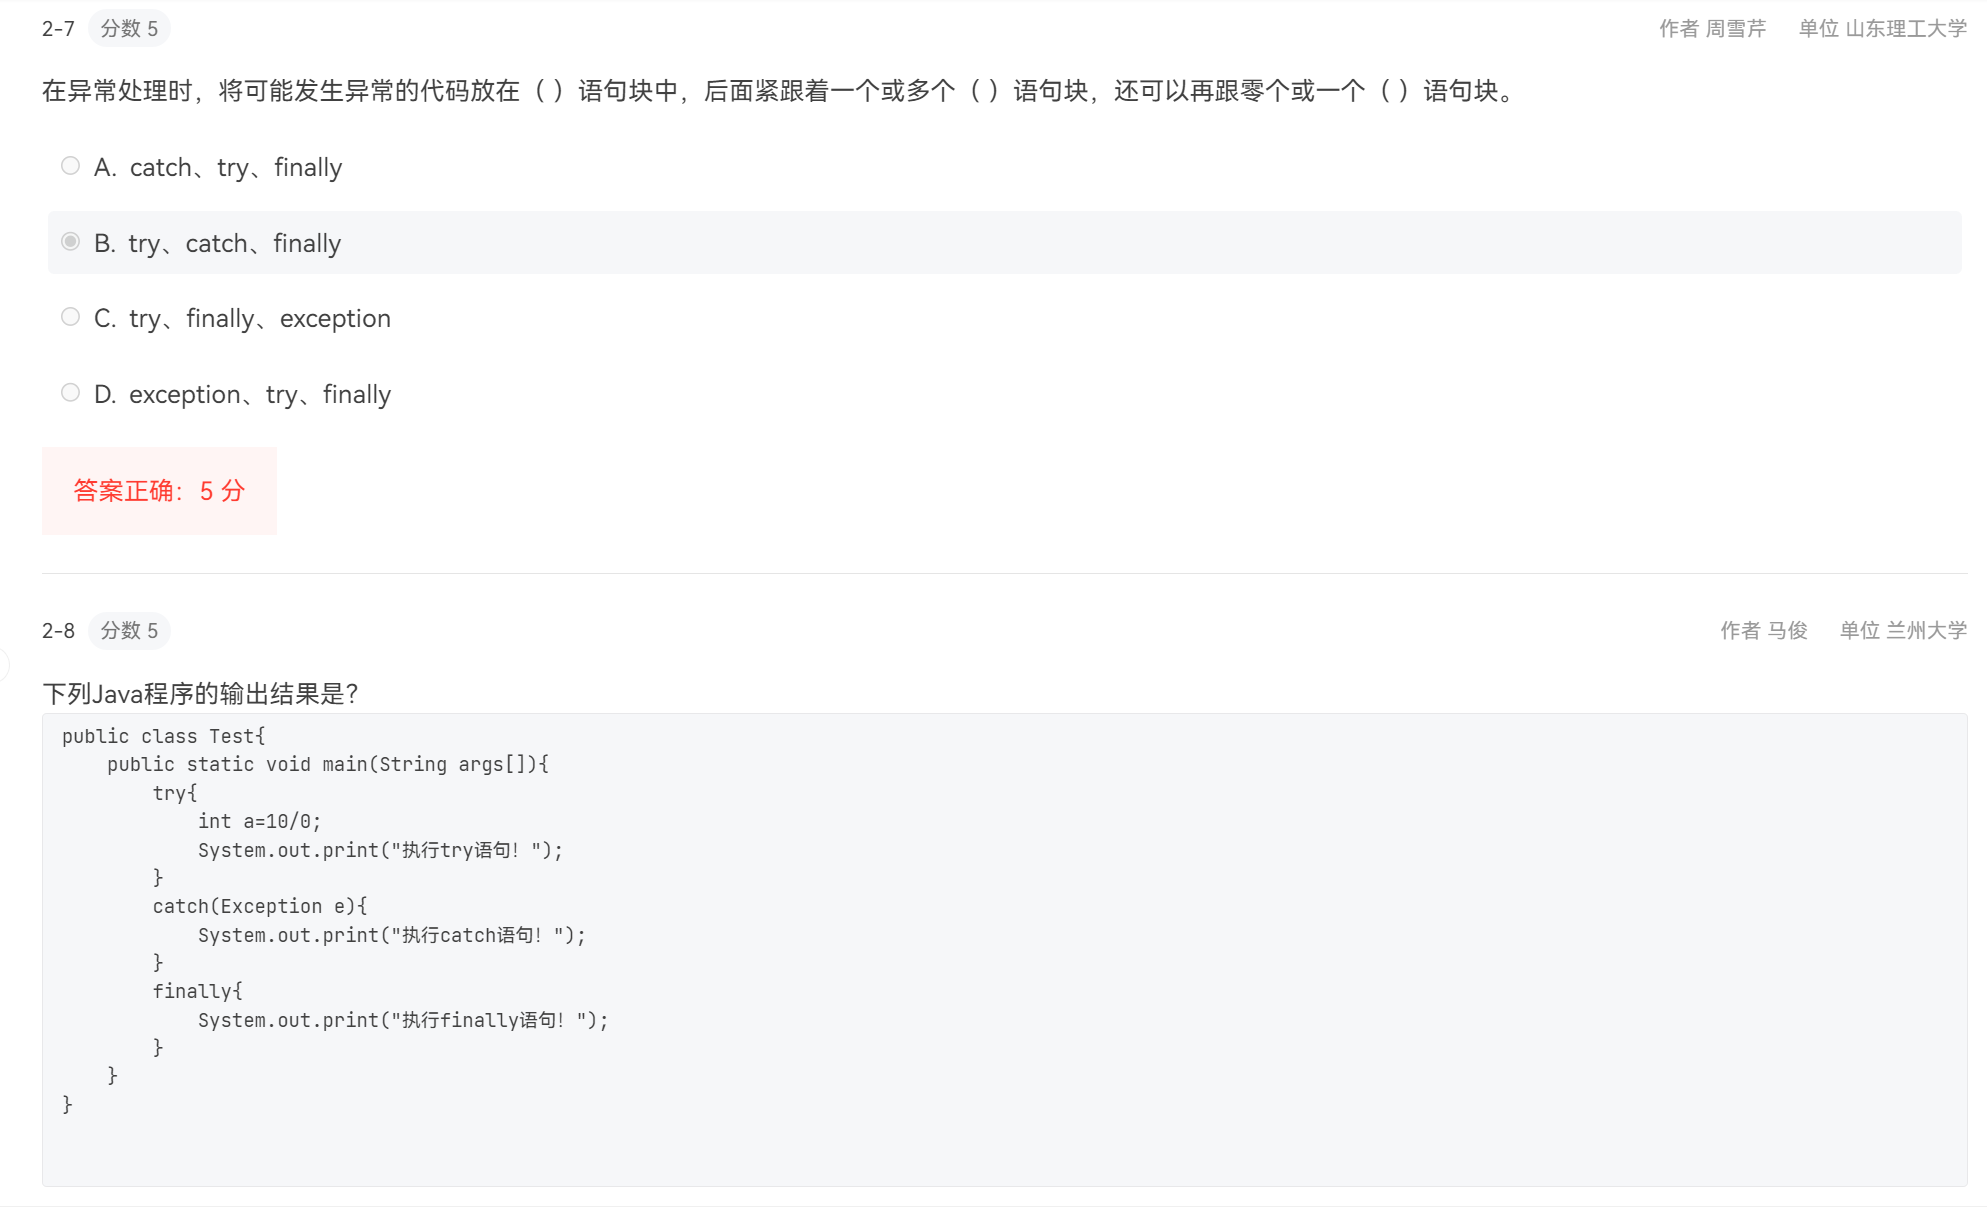 2-7 分数 5 作者 周雪芹 单位 山东理工大学
在异常处理时，将可能发生异常的代码放在（ ）语句块中，后面紧跟着一个或多个（ ）语句块，还可以再跟零个或一个（ ）语句块。
A. catch、try、finally
B. try、catch、finally
C. try、finally、exception
D. exception、try、finally
答案正确：5 分
2-8 分数 5 作者 马俊 单位 兰州大学
下列Java程序的输出结果是？
public class Test{
    public static void main(String args[]){
        try{
            int a=10/0;
            System.out.print("执行try语句！");
        }
        catch(Exception e){
            System.out.print("执行catch语句！");
        }
        finally{
            System.out.print("执行finally语句！");
        }
    }
}